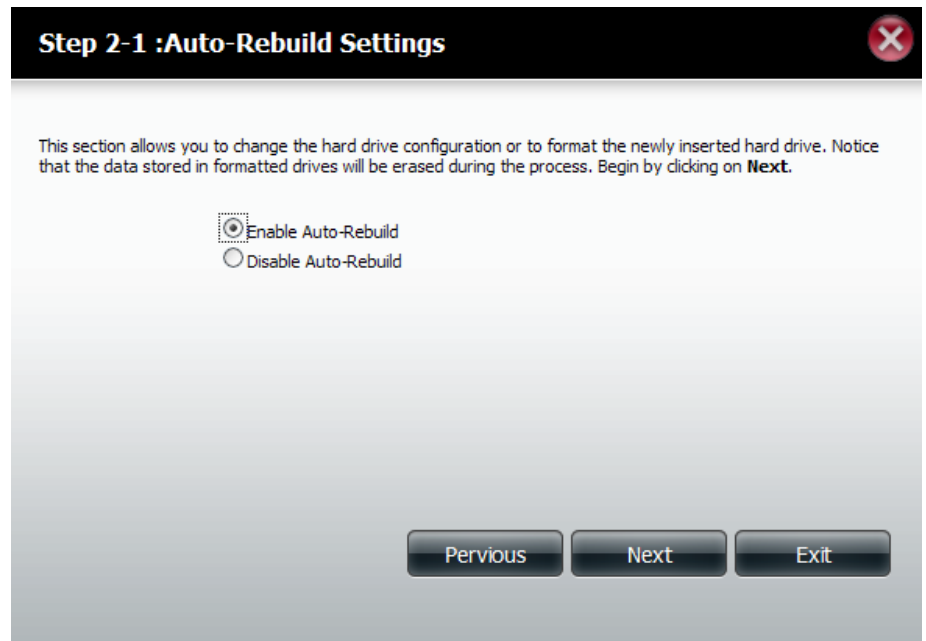 Step 2-1 :Auto-Rebuild Settings
This section allows you to change the hard drive configuration or to format the newly inserted hard drive. Notice
that the data stored in formatted drives will be erased during the process. Begin by clicking on Next.
Enable Auto-Rebuild
Disable Auto-Rebuild
Pervious Next Exit